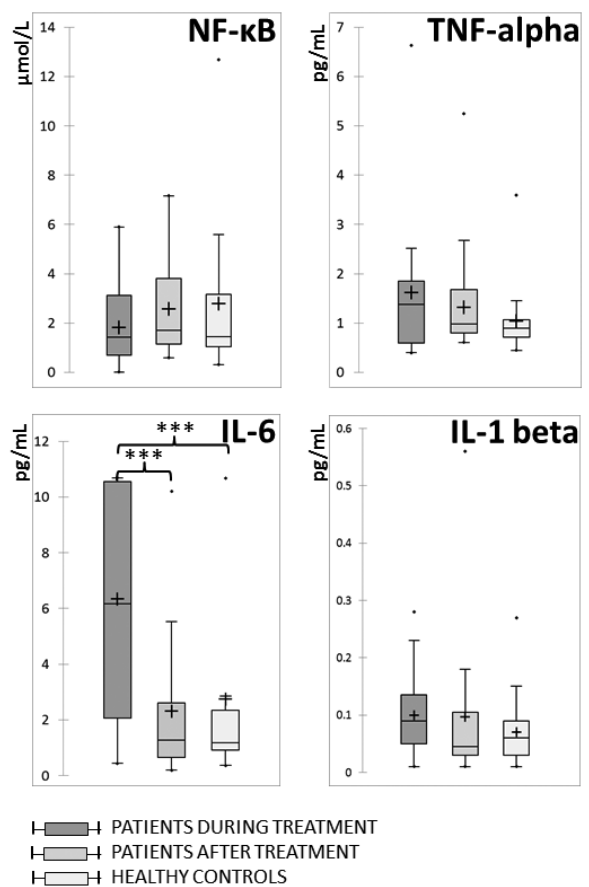 NF-κB
μmol/L
14
12
10
8
6
4
2
0
TNF-alpha
pg/mL
7
6
5
4
3
2
1
0
IL-6
pg/mL
12
10
8
6
4
2
0
***
***
IL-1 beta
pg/mL
0.6
0.5
0.4
0.3
0.2
0.1
0
PATIENTS DURING TREATMENT
PATIENTS AFTER TREATMENT
HEALTHY CONTROLS